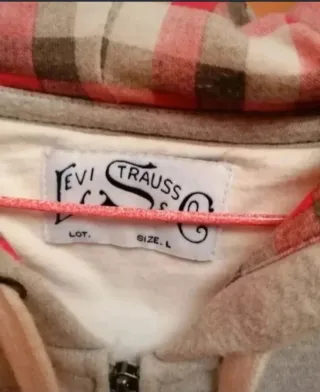 LEVI STRAUSS
& Co
LOT. SIZE. L